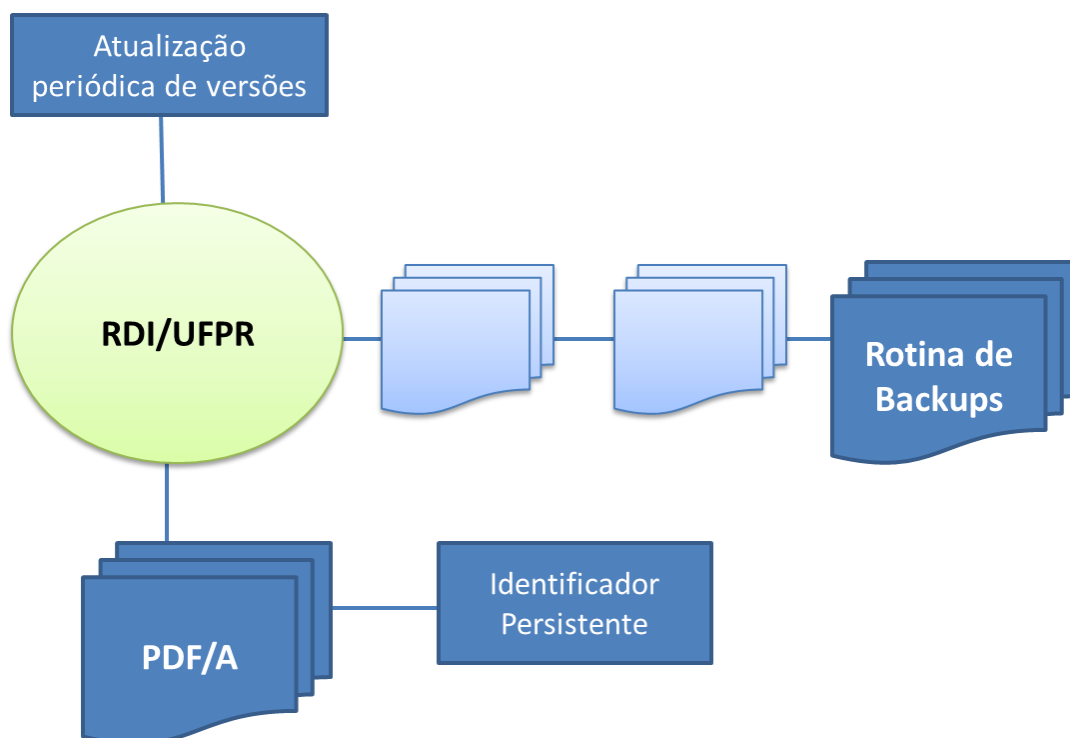 Atualização
periódica de versões
RDI/UFPR
Rotina de
Backups
Identificador
Persistente
PDF/A